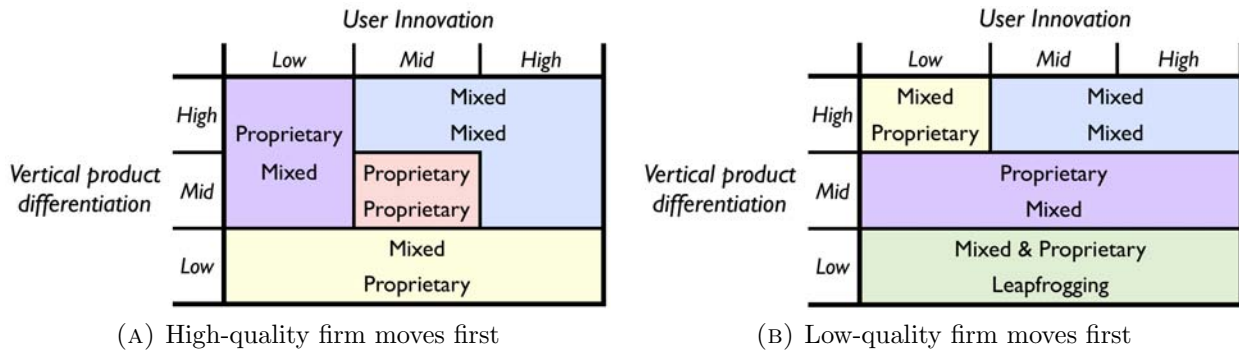 User Innovation
Low Mid High
High
Mid
Low
Vertical product
differentiation
Proprietary
Mixed
Mixed
Mixed
Proprietary
Proprietary
Mixed
Proprietary
(A) High-quality firm moves first
User Innovation
Low Mid High
High
Mid
Low
Vertical product
differentiation
Mixed
Proprietary
Mixed
Mixed
Proprietary
Mixed
Mixed & Proprietary
Leapfrogging
(B) Low-quality firm moves first